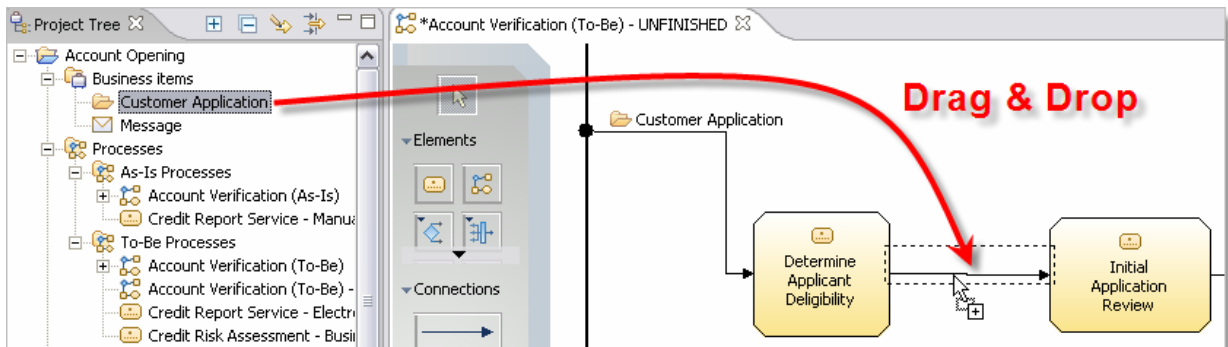 Project Tree
Account Opening
Business items
Customer Application
Message
Processes
As-Is Processes
Account Verification (As-Is)
Credit Report Service - Manua
To-Be Processes
Account Verification (To-Be)
Account Verification (To-Be) -
Credit Report Service - Electr
Credit Risk Assessment - Busi
*Account Verification (To-Be) - UNFINISHED
Elements
Connections
Customer Application
Drag & Drop
Determine
Applicant
Deligibility
Initial
Application
Review